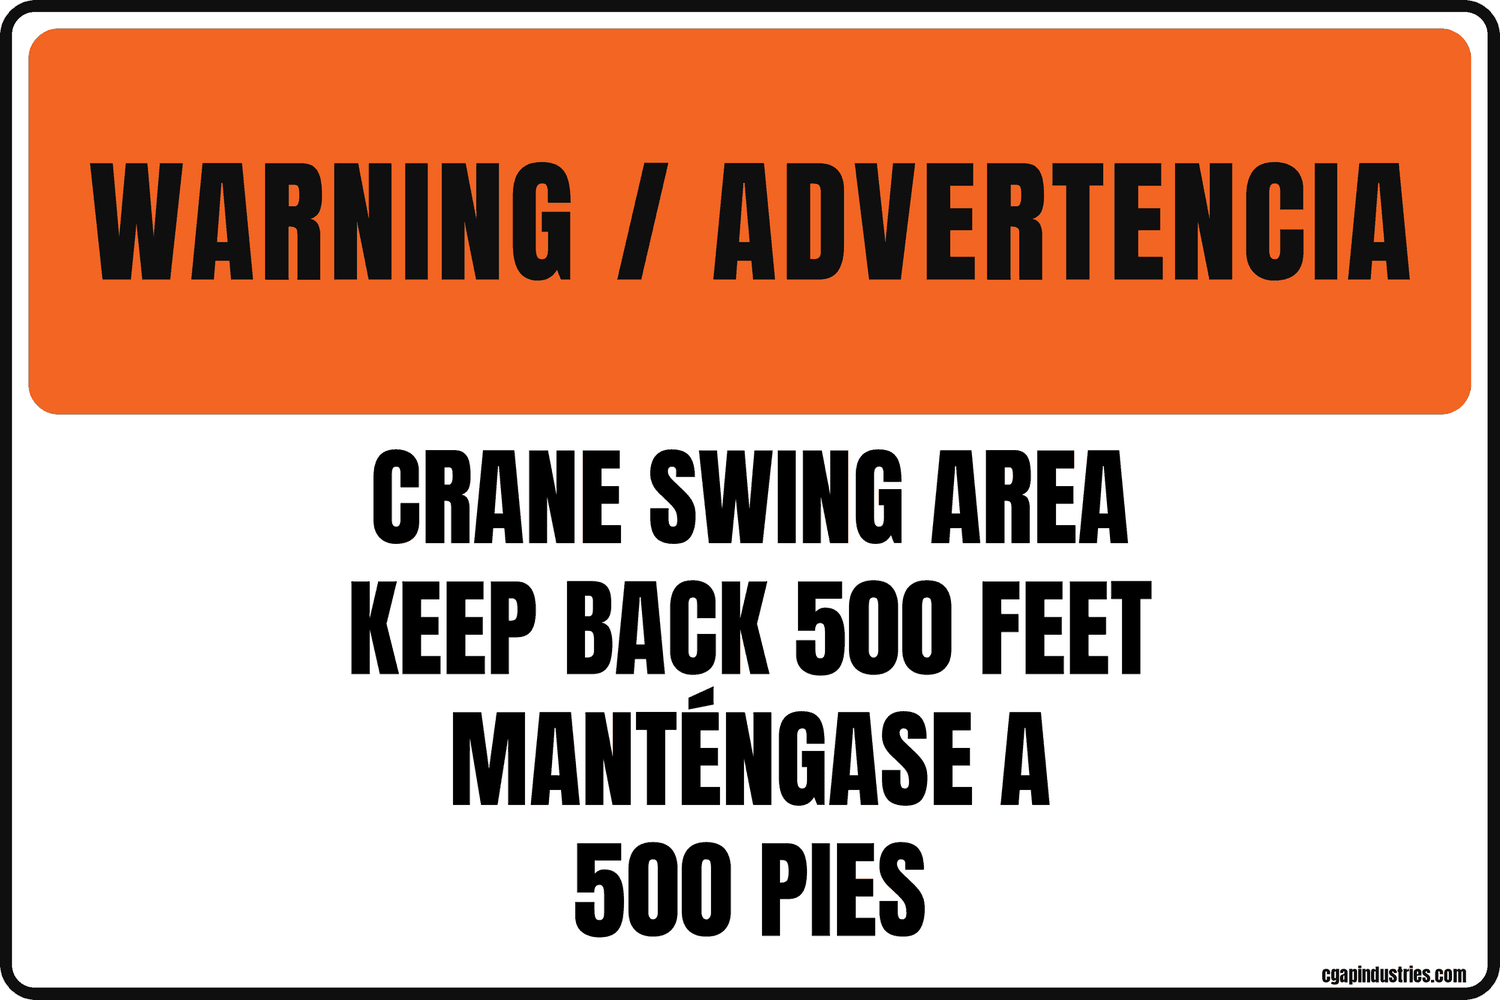 WARNING / ADVERTENCIA
CRANE SWING AREA
KEEP BACK 500 FEET
MANTÉNGASE A
500 PIES
cgapindustries.com